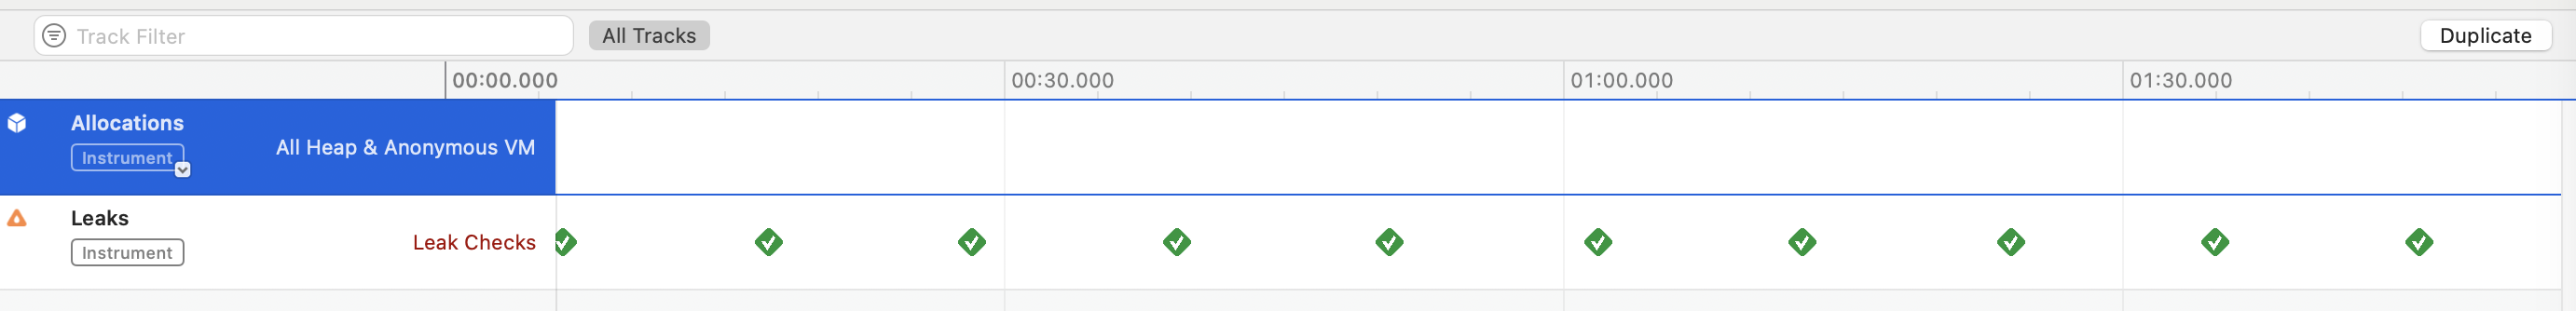 Track Filter
All Tracks
Duplicate
00:00.000
00:30.000
01:00.000
01:30.000
Allocations
Instrument
All Heap & Anonymous VM
Leaks
Instrument
Leak Checks